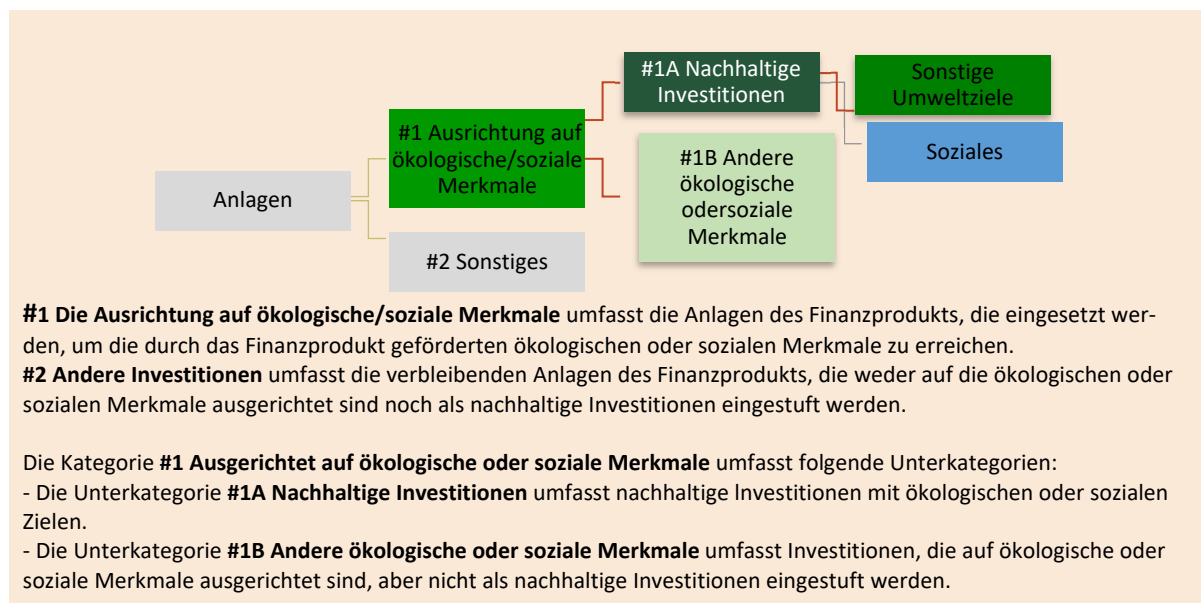 #1A Nachhaltige
Investitionen
Sonstige
Umweltziele
#1 Ausrichtung auf
ökologische/soziale
Merkmale
Soziales
#1B Andere
ökologische
odersoziale
Merkmale
Anlagen
#2 Sonstiges
#1 Die Ausrichtung auf ökologische/soziale Merkmale umfasst die Anlagen des Finanzprodukts, die eingesetzt wer-
den, um die durch das Finanzprodukt geförderten ökologischen oder sozialen Merkmale zu erreichen.
#2 Andere Investitionen umfasst die verbleibenden Anlagen des Finanzprodukts, die weder auf die ökologischen oder
sozialen Merkmale ausgerichtet sind noch als nachhaltige Investitionen eingestuft werden.
Die Kategorie #1 Ausgerichtet auf ökologische oder soziale Merkmale umfasst folgende Unterkategorien:
- Die Unterkategorie #1A Nachhaltige Investitionen umfasst nachhaltige lnvestitionen mit ökologischen oder sozialen
Zielen.
- Die Unterkategorie #1B Andere ökologische oder soziale Merkmale umfasst Investitionen, die auf ökologische oder
soziale Merkmale ausgerichtet sind, aber nicht als nachhaltige Investitionen eingestuft werden.